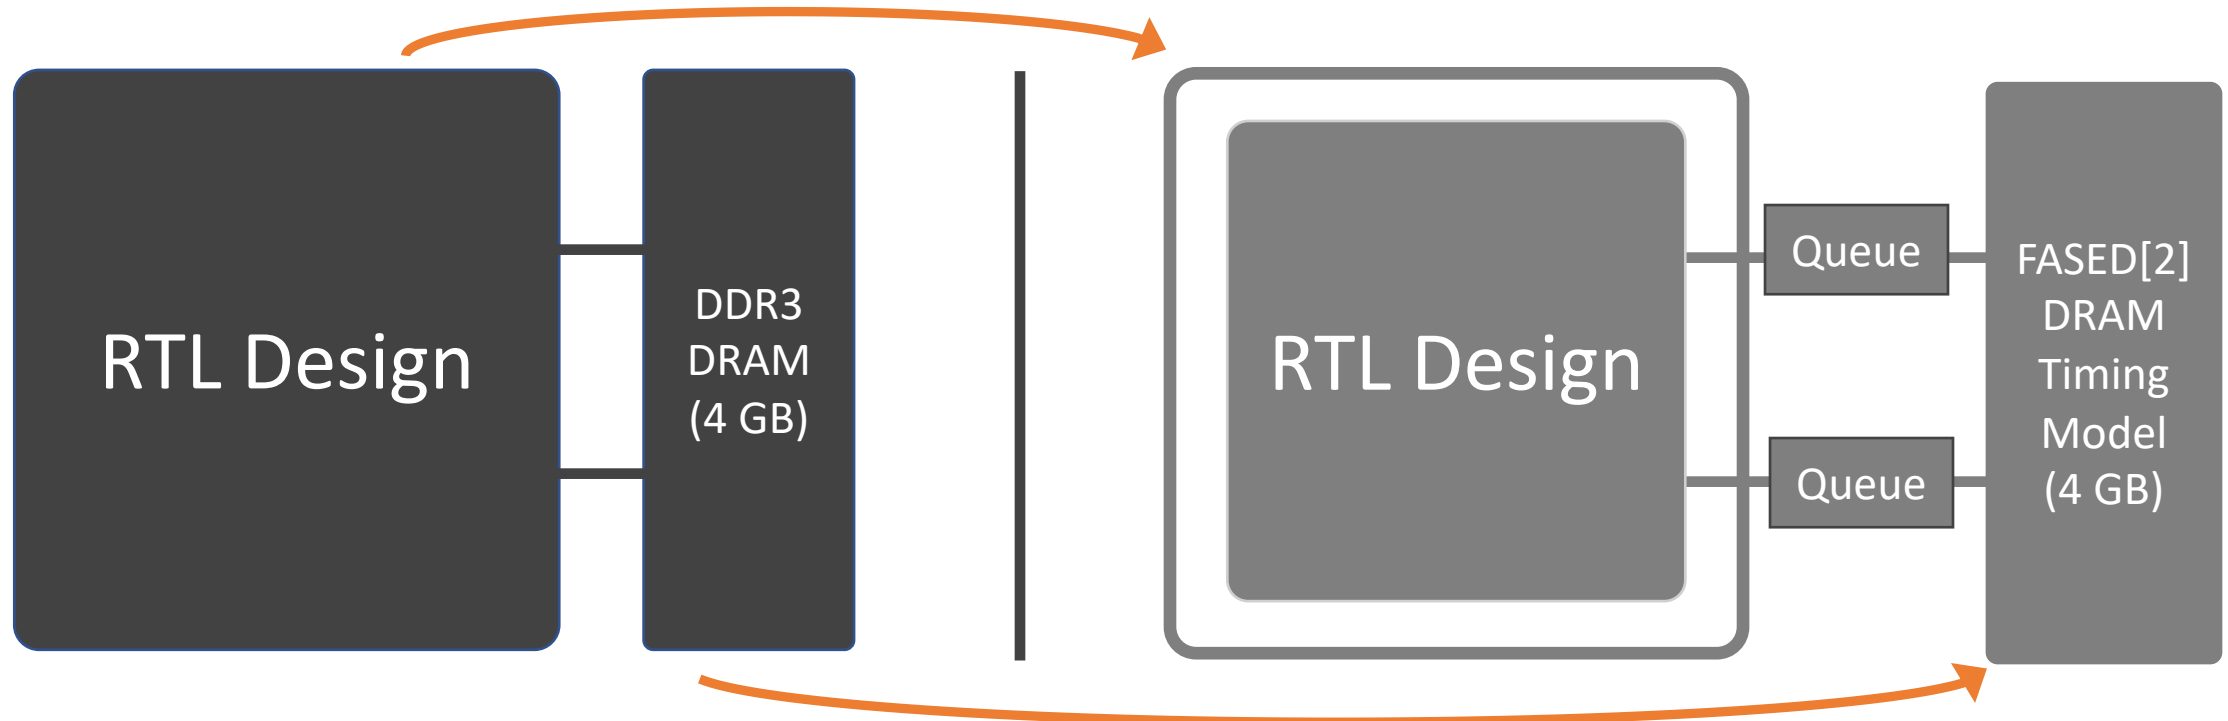 RTL Design
DDR3
DRAM
(4 GB)
RTL Design
Queue
Queue
FASED[2]
DRAM
Timing
Model
(4 GB)